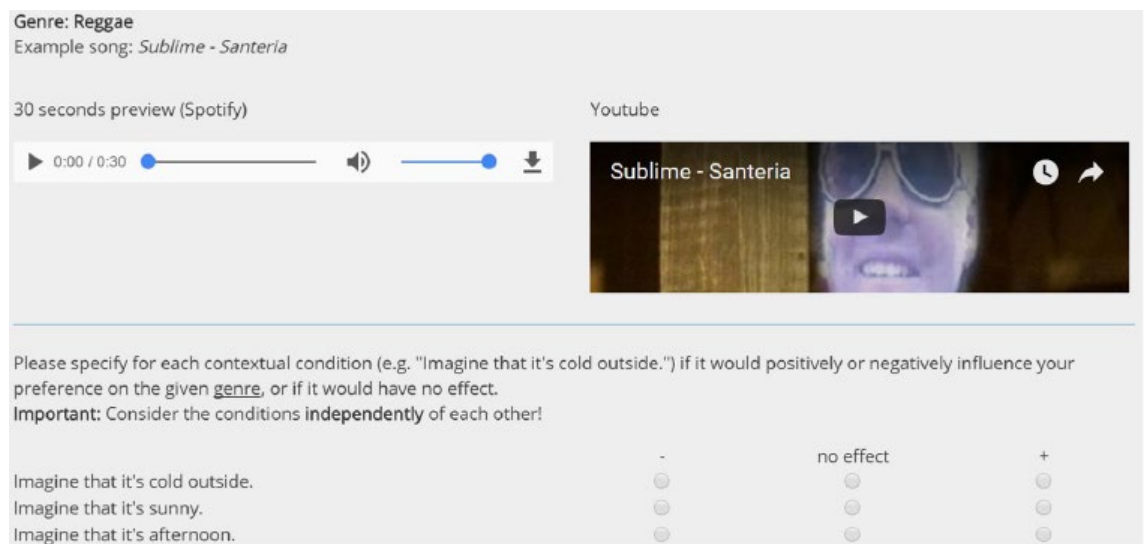 Genre: Reggae
Example song: Sublime - Santeria
30 seconds preview (Spotify)
Youtube
0:00 / 0:30
Sublime - Santeria
Please specify for each contextual condition (e.g. "Imagine that it's cold outside.") if it would positively or negatively influence your
preference on the given genre, or if it would have no effect.
Important: Consider the conditions independently of each other!
- no effect +
Imagine that it's cold outside.
Imagine that it's sunny.
Imagine that it's afternoon.